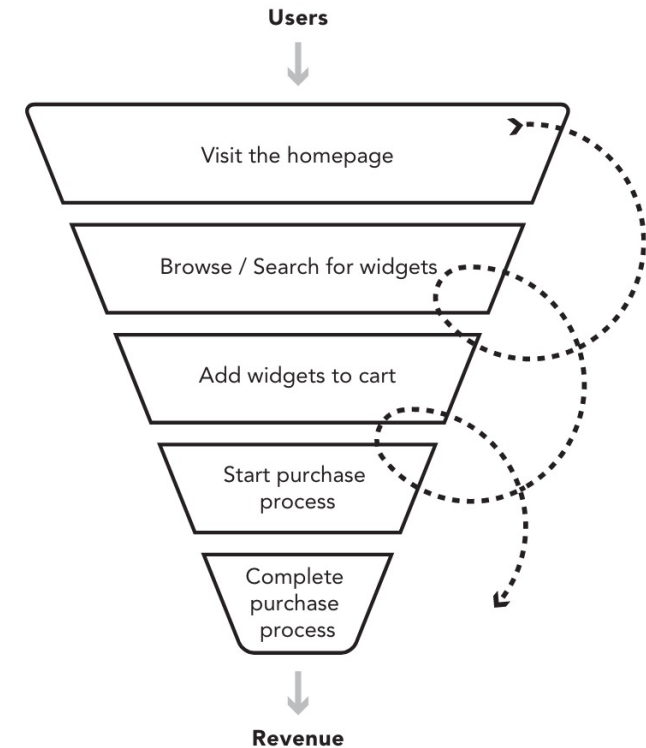 Users
Visit the homepage
Browse / Search for widgets
Add widgets to cart
Start purchase
process
Complete
purchase
process
Revenue